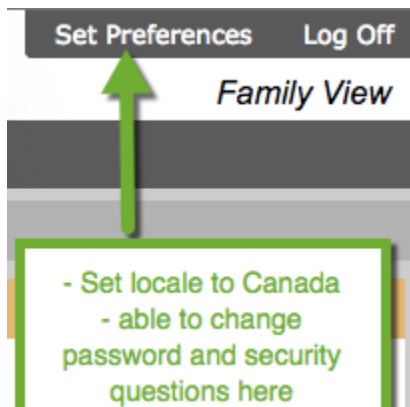 Set Preferences Log Off
Family View
- Set locale to Canada
- able to change
password and security
questions here